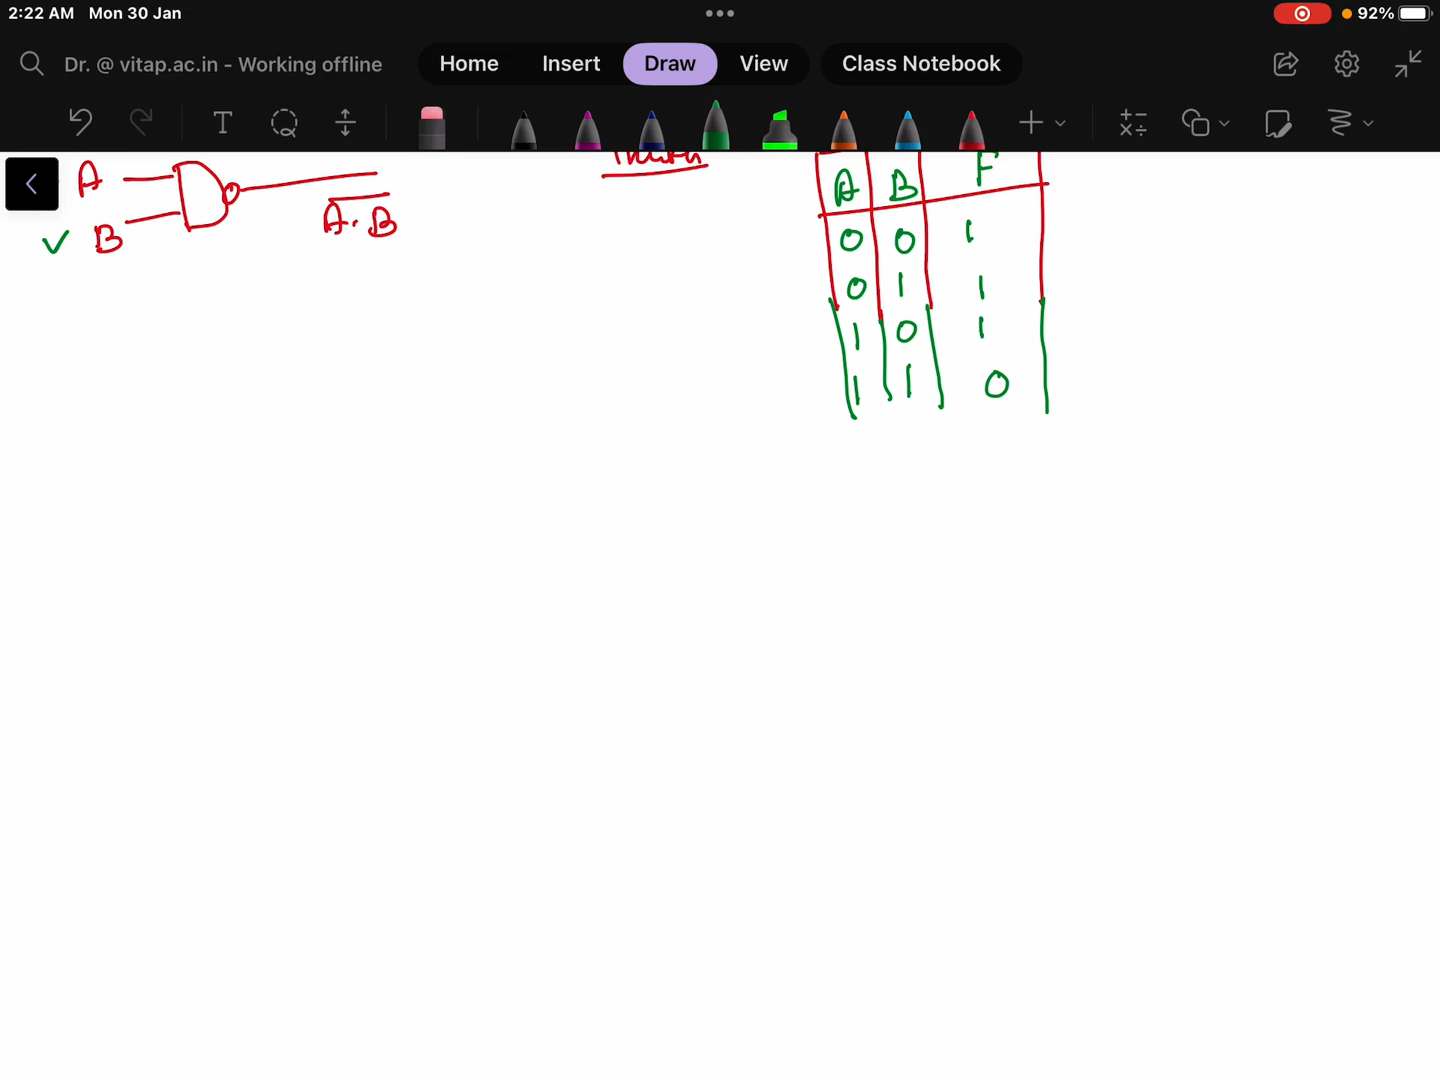 2:22 AM Mon 30 Jan
92%
Dr. @ vitap.ac.in - Working offline
Home Insert Draw View Class Notebook
T
A
B
A · B
A B F
0 0 1
0 1 1
1 0 1
1 1 0